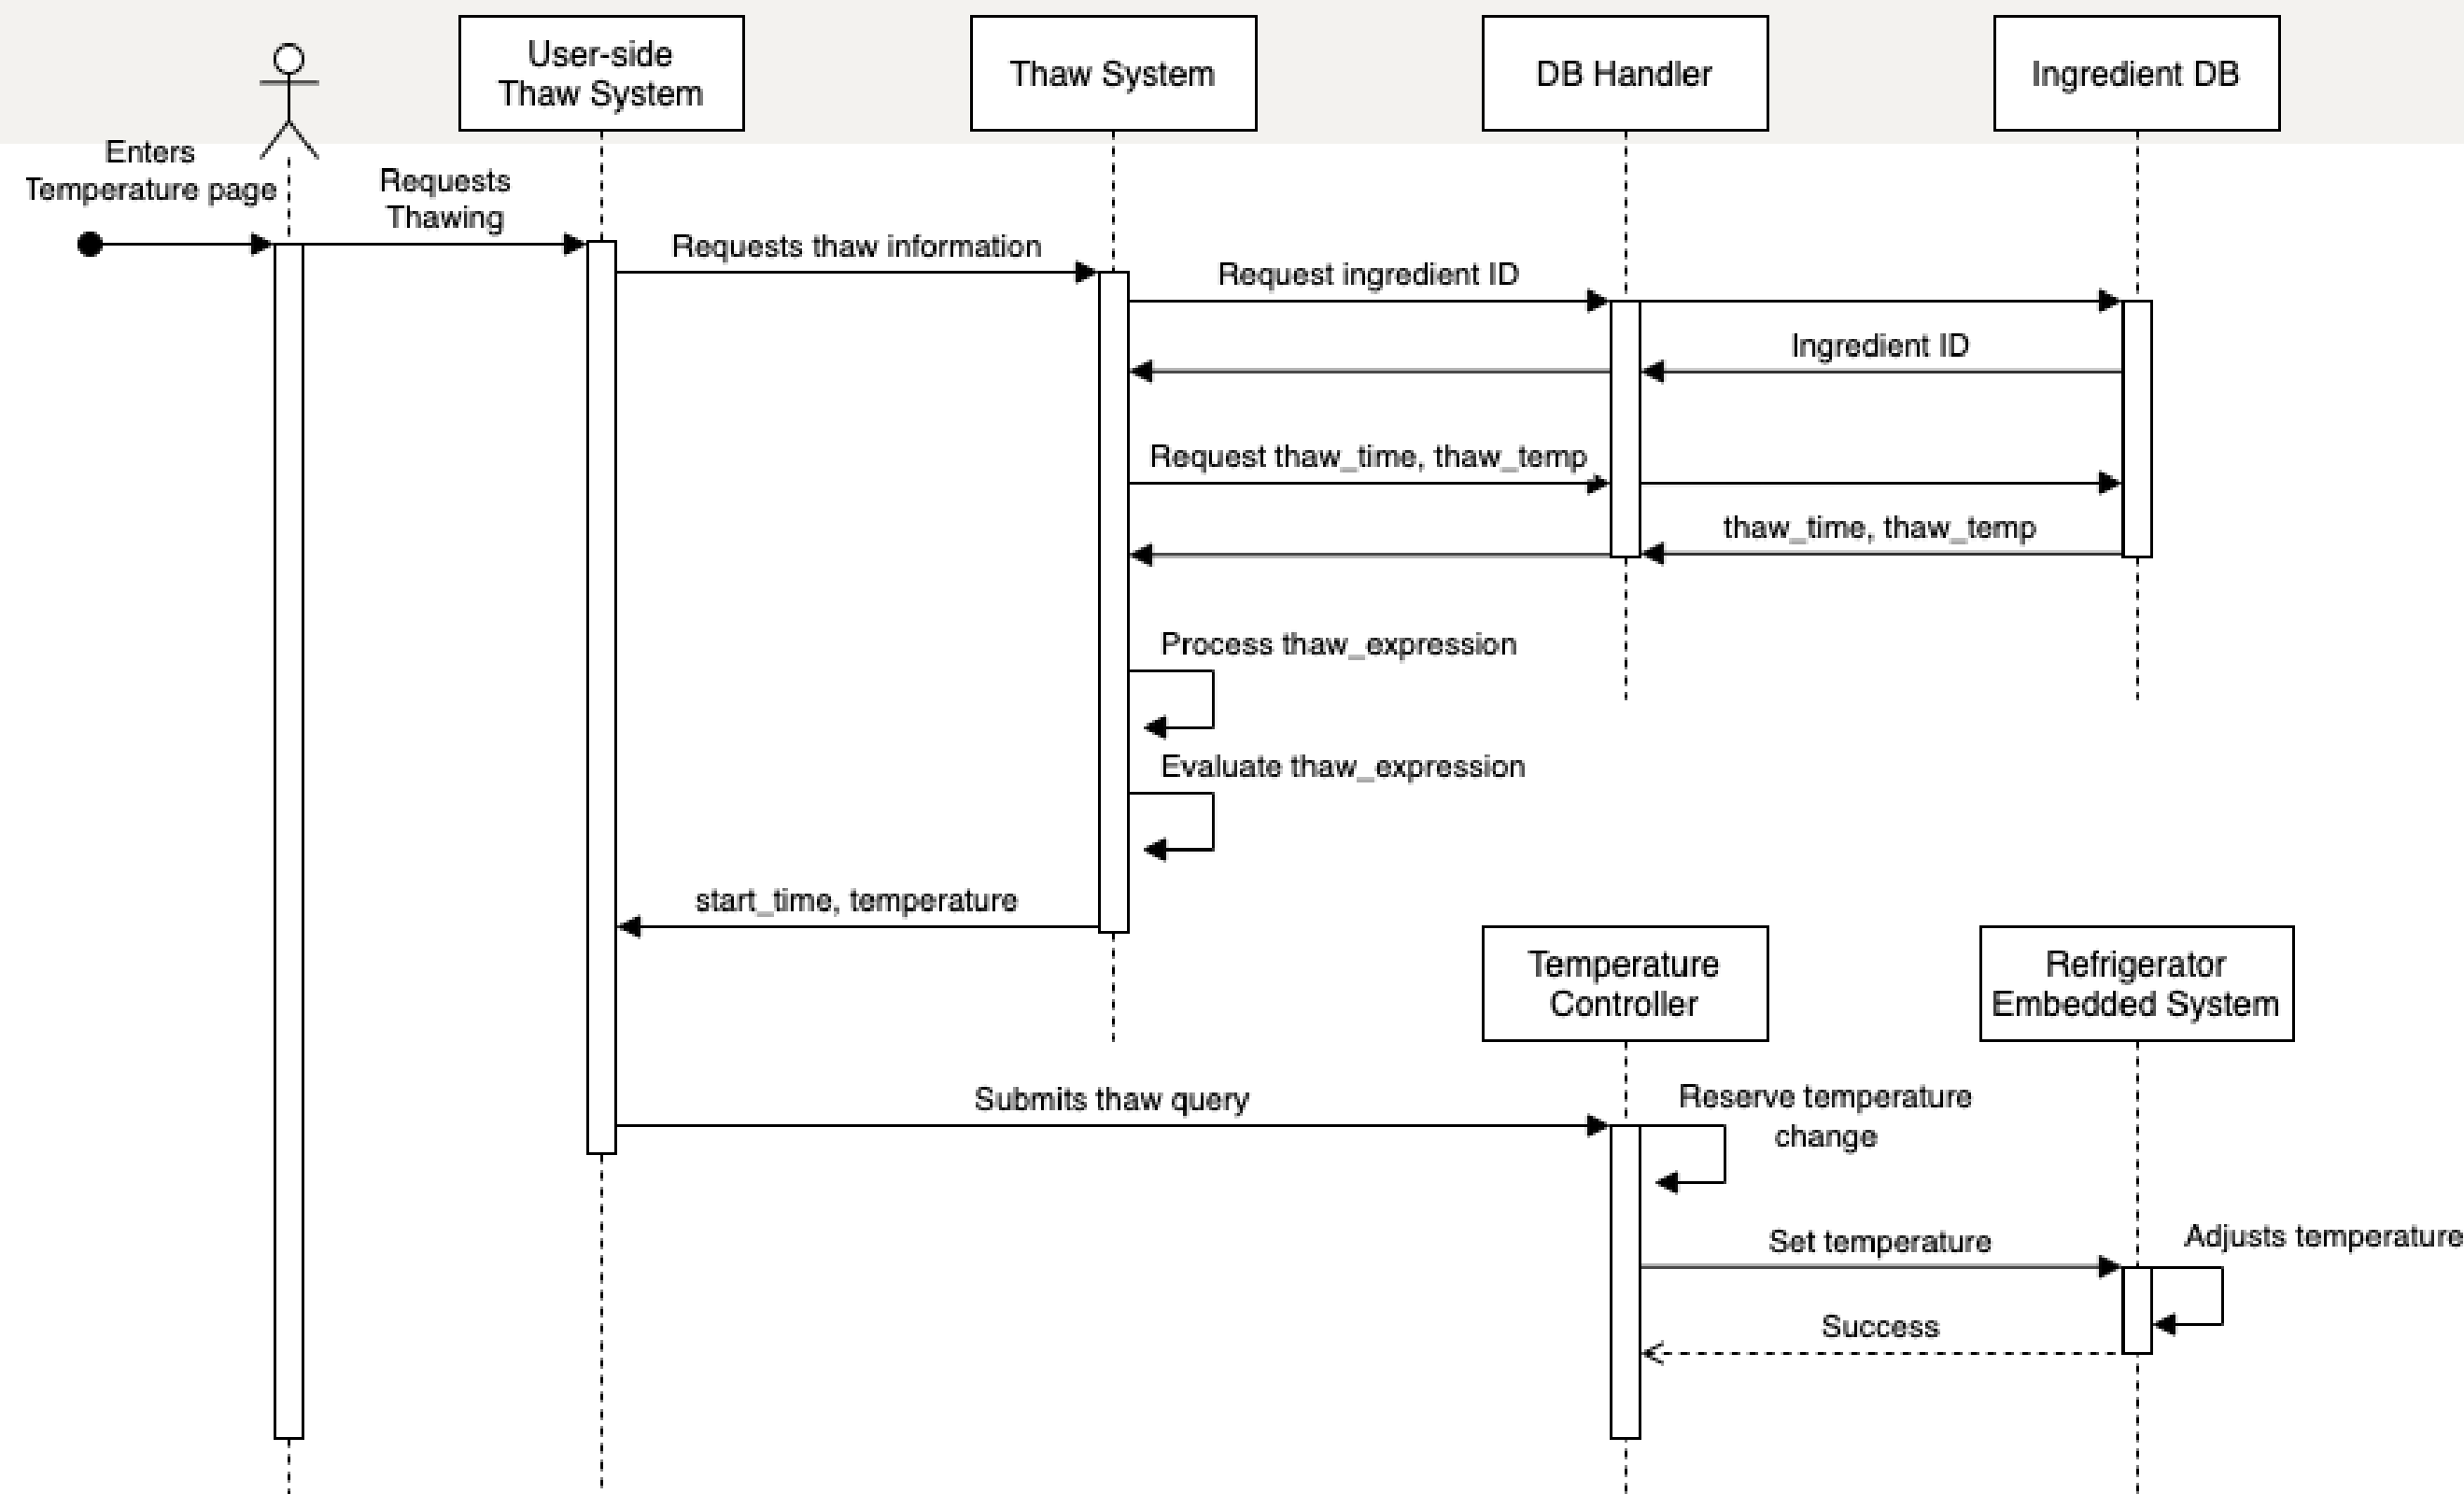 User-side
Thaw System
Thaw System
DB Handler
Ingredient DB
Enters
Temperature page
Requests
Thawing
Requests thaw information
Request ingredient ID
Ingredient ID
Request thaw_time, thaw_temp
thaw_time, thaw_temp
Process thaw_expression
Evaluate thaw_expression
start_time, temperature
Temperature
Controller
Refrigerator
Embedded System
Submits thaw query
Reserve temperature
change
Set temperature
Adjusts temperature
Success